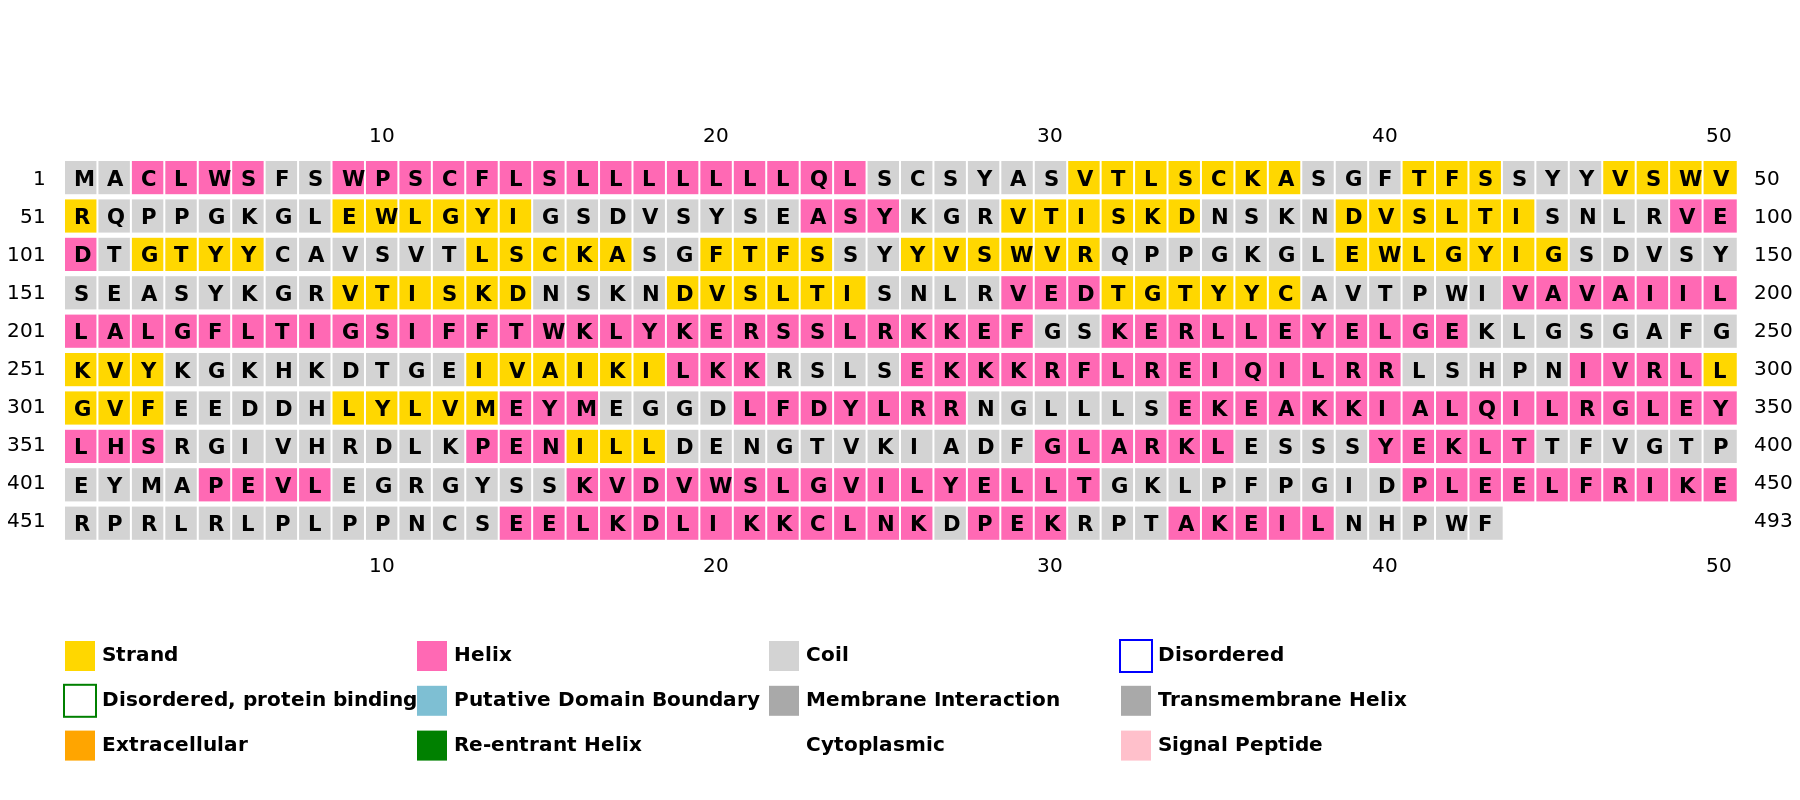 10 20 30 40 50
1 M A C L W S F S W P S C F L S L L L L L L L Q L S C S Y A S V T L S C K A S G F T F S S Y Y V S W V 50
51 R Q P P G K G L E W L G Y I G S D V S Y S E A S Y K G R V T I S K D N S K N D V S L T I S N L R V E 100
101 D T G T Y Y C A V S V T L S C K A S G F T F S S Y Y V S W V R Q P P G K G L E W L G Y I G S D V S Y 150
151 S E A S Y K G R V T I S K D N S K N D V S L T I S N L R V E D T G T Y Y C A V T P W I V A V A I I L 200
201 L A L G F L T I G S I F F T W K L Y K E R S S L R K K E F G S K E R L L E Y E L G E K L G S G A F G 250
251 K V Y K G K H K D T G E I V A I K I L K K R S L S E K K K R F L R E I Q I L R R L S H P N I V R L L 300
301 G V F E E D D H L Y L V M E Y M E G G D L F D Y L R R N G L L L S E K E A K K I A L Q I L R G L E Y 350
351 L H S R G I V H R D L K P E N I L L D E N G T V K I A D F G L A R K L E S S S Y E K L T T F V G T P 400
401 E Y M A P E V L E G R G Y S S K V D V W S L G V I L Y E L L T G K L P F P G I D P L E E L F R I K E 450
451 R P R L R L P L P P N C S E E L K D L I K K C L N K D P E K R P T A K E I L N H P W F 493
10 20 30 40 50
Strand Helix Coil Disordered
Disordered, protein binding Putative Domain Boundary Membrane Interaction Transmembrane Helix
Extracellular Re-entrant Helix Cytoplasmic Signal Peptide